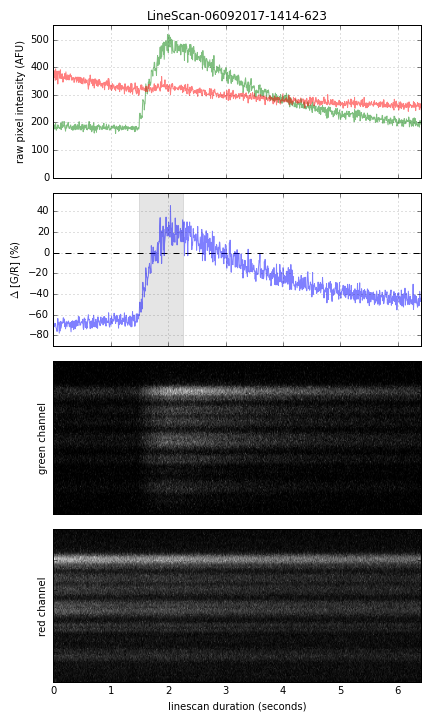 LineScan-06092017-1414-623
raw pixel intensity (AFU)
500
400
300
200
100
0
Δ [G/R] (%)
40
20
0
−20
−40
−60
−80
green channel
red channel
0 1 2 3 4 5 6
linescan duration (seconds)